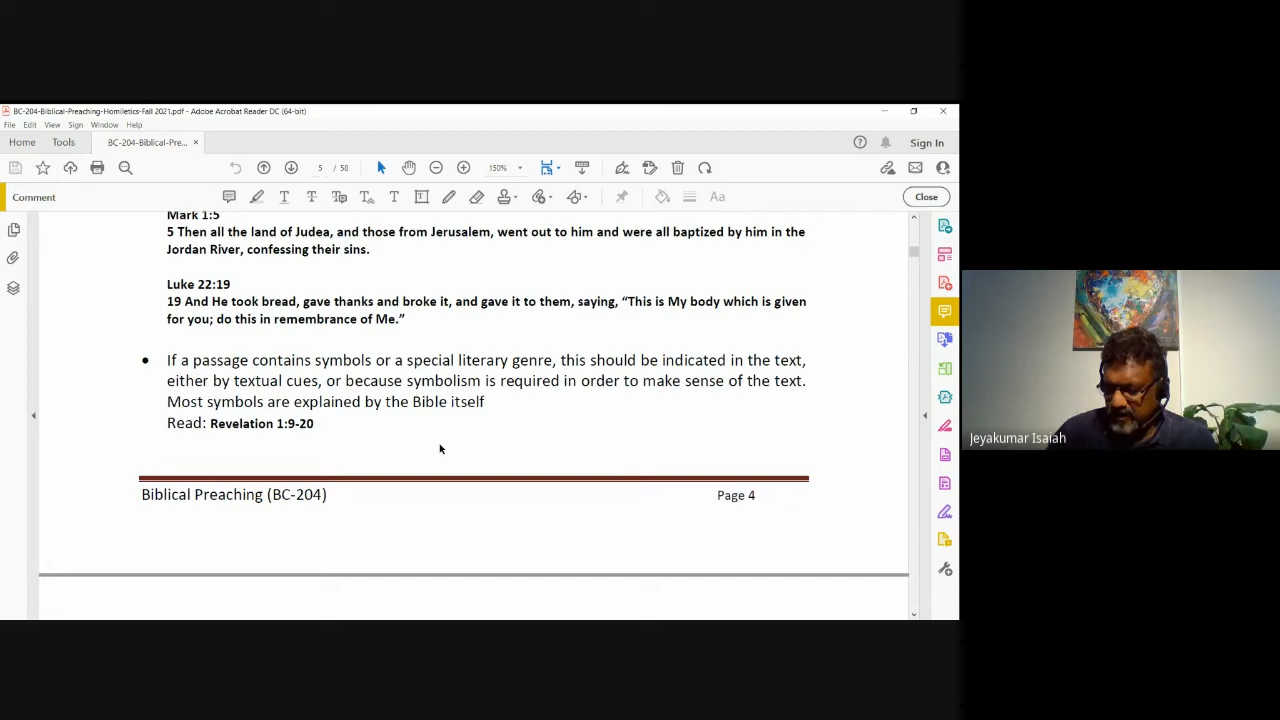 BC-204-Biblical-Preaching-Homiletics-Fall 2021.pdf - Adobe Acrobat Reader DC (64-bit)
File Edit View Sign Window Help
Home Tools BC-204-Biblical-Pre... × Sign In
5 / 58 150%
Comment Close
Mark 1:5
5 Then all the land of Judea, and those from Jerusalem, went out to him and were all baptized by him in the
Jordan River, confessing their sins.
Luke 22:19
19 And He took bread, gave thanks and broke it, and gave it to them, saying, “This is My body which is given
for you; do this in remembrance of Me.”
• If a passage contains symbols or a special literary genre, this should be indicated in the text,
either by textual cues, or because symbolism is required in order to make sense of the text.
Most symbols are explained by the Bible itself
Read: Revelation 1:9-20
Biblical Preaching (BC-204) Page 4
Jeyakumar Isaiah